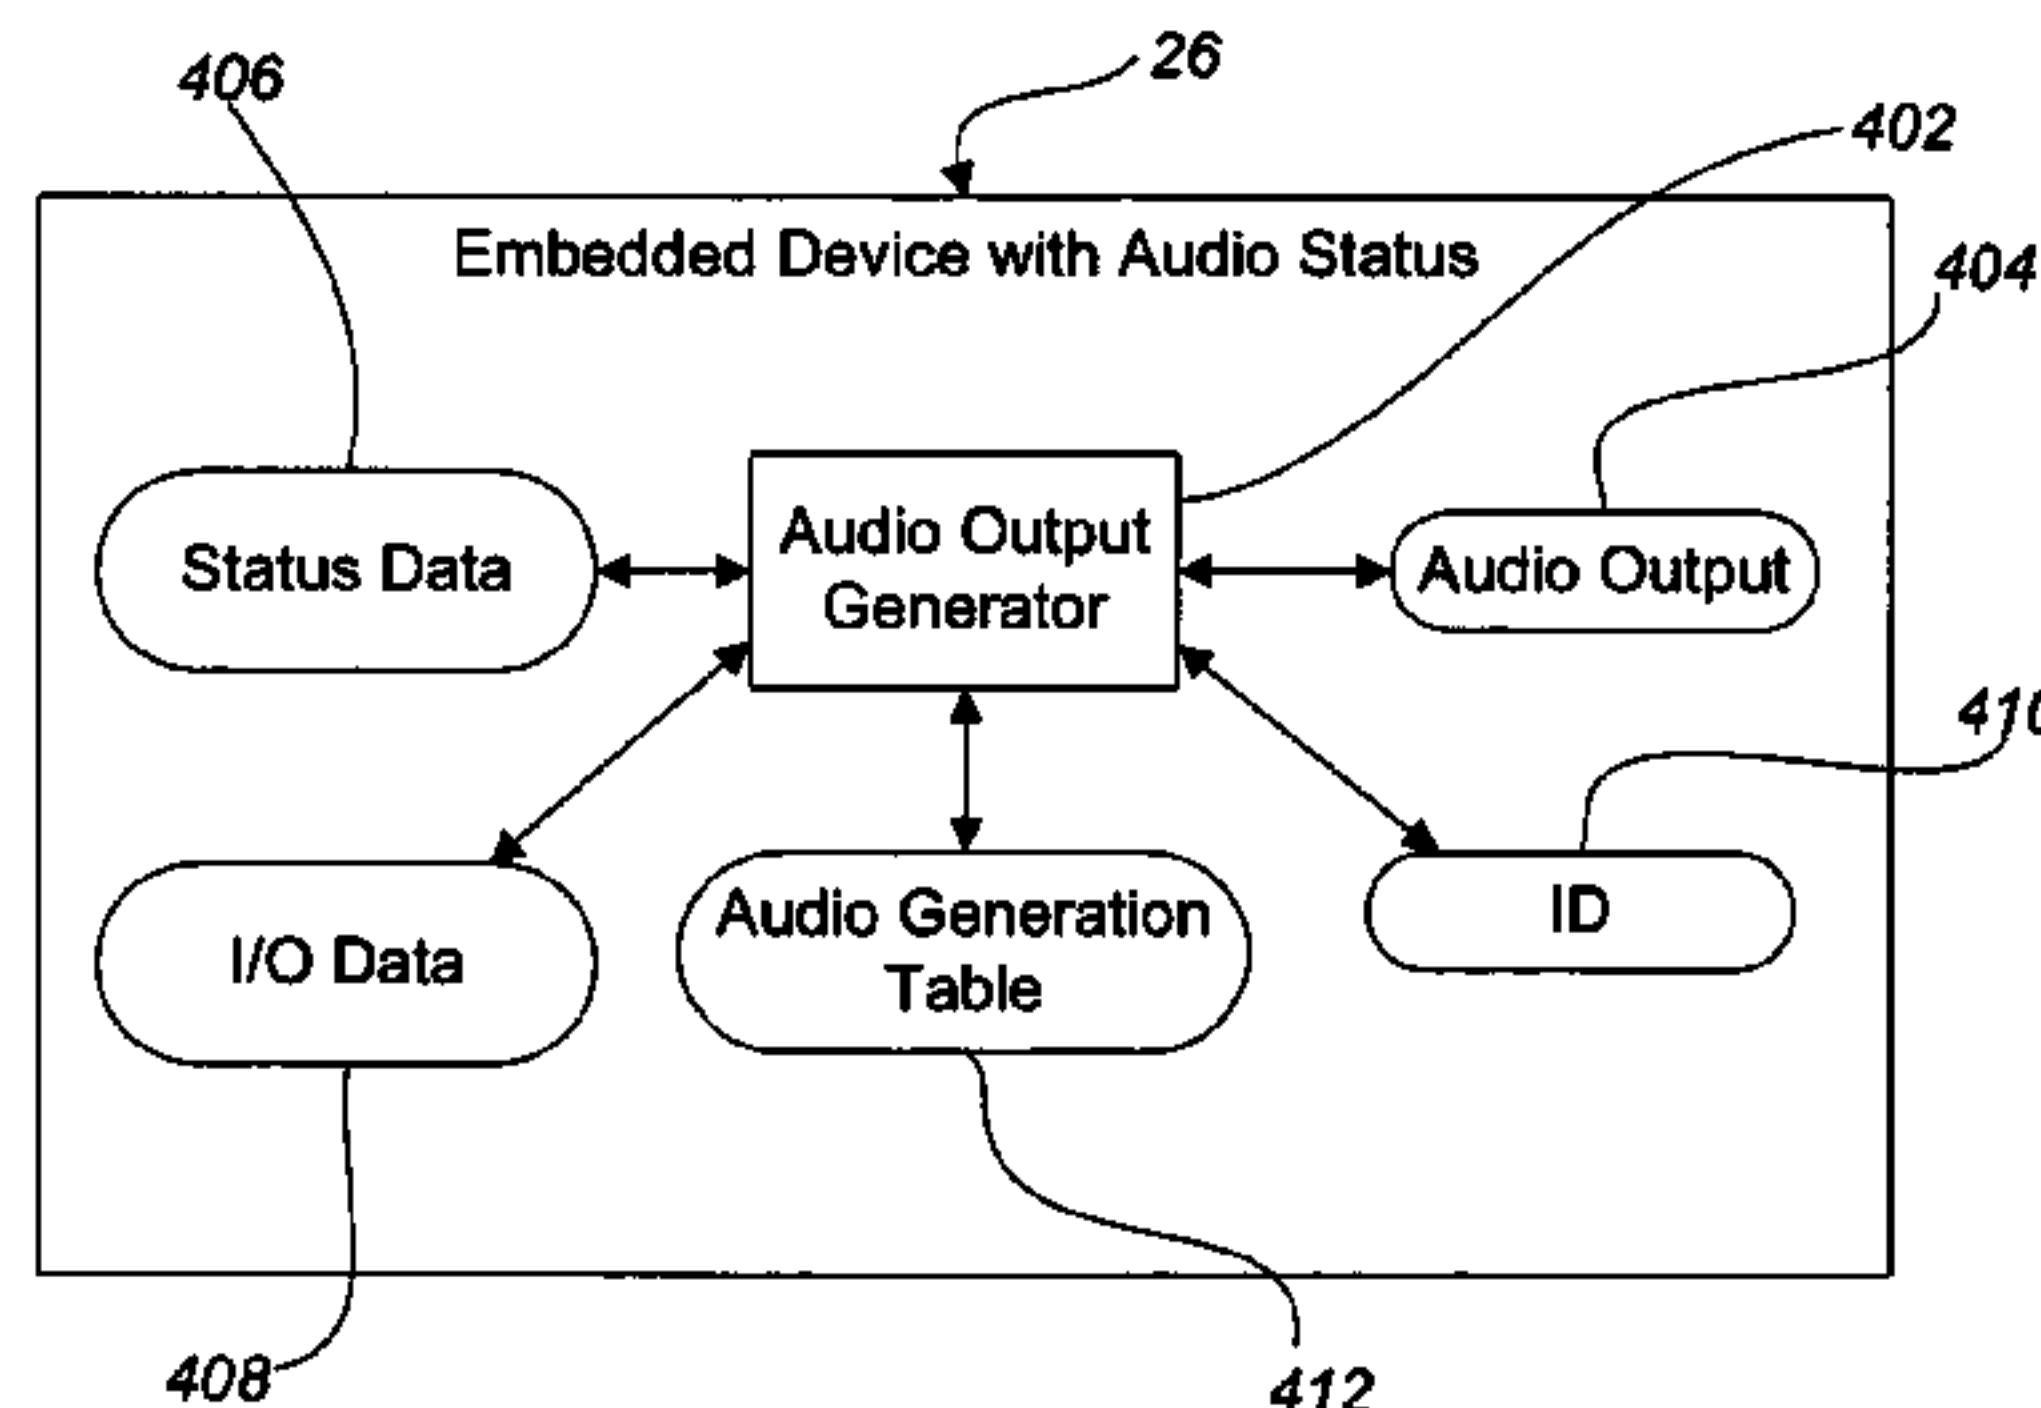 26
406
402
Embedded Device with Audio Status
404
Audio Output
Generator
Status Data
Audio Output
410
Audio Generation
Table
ID
I/O Data
408
412